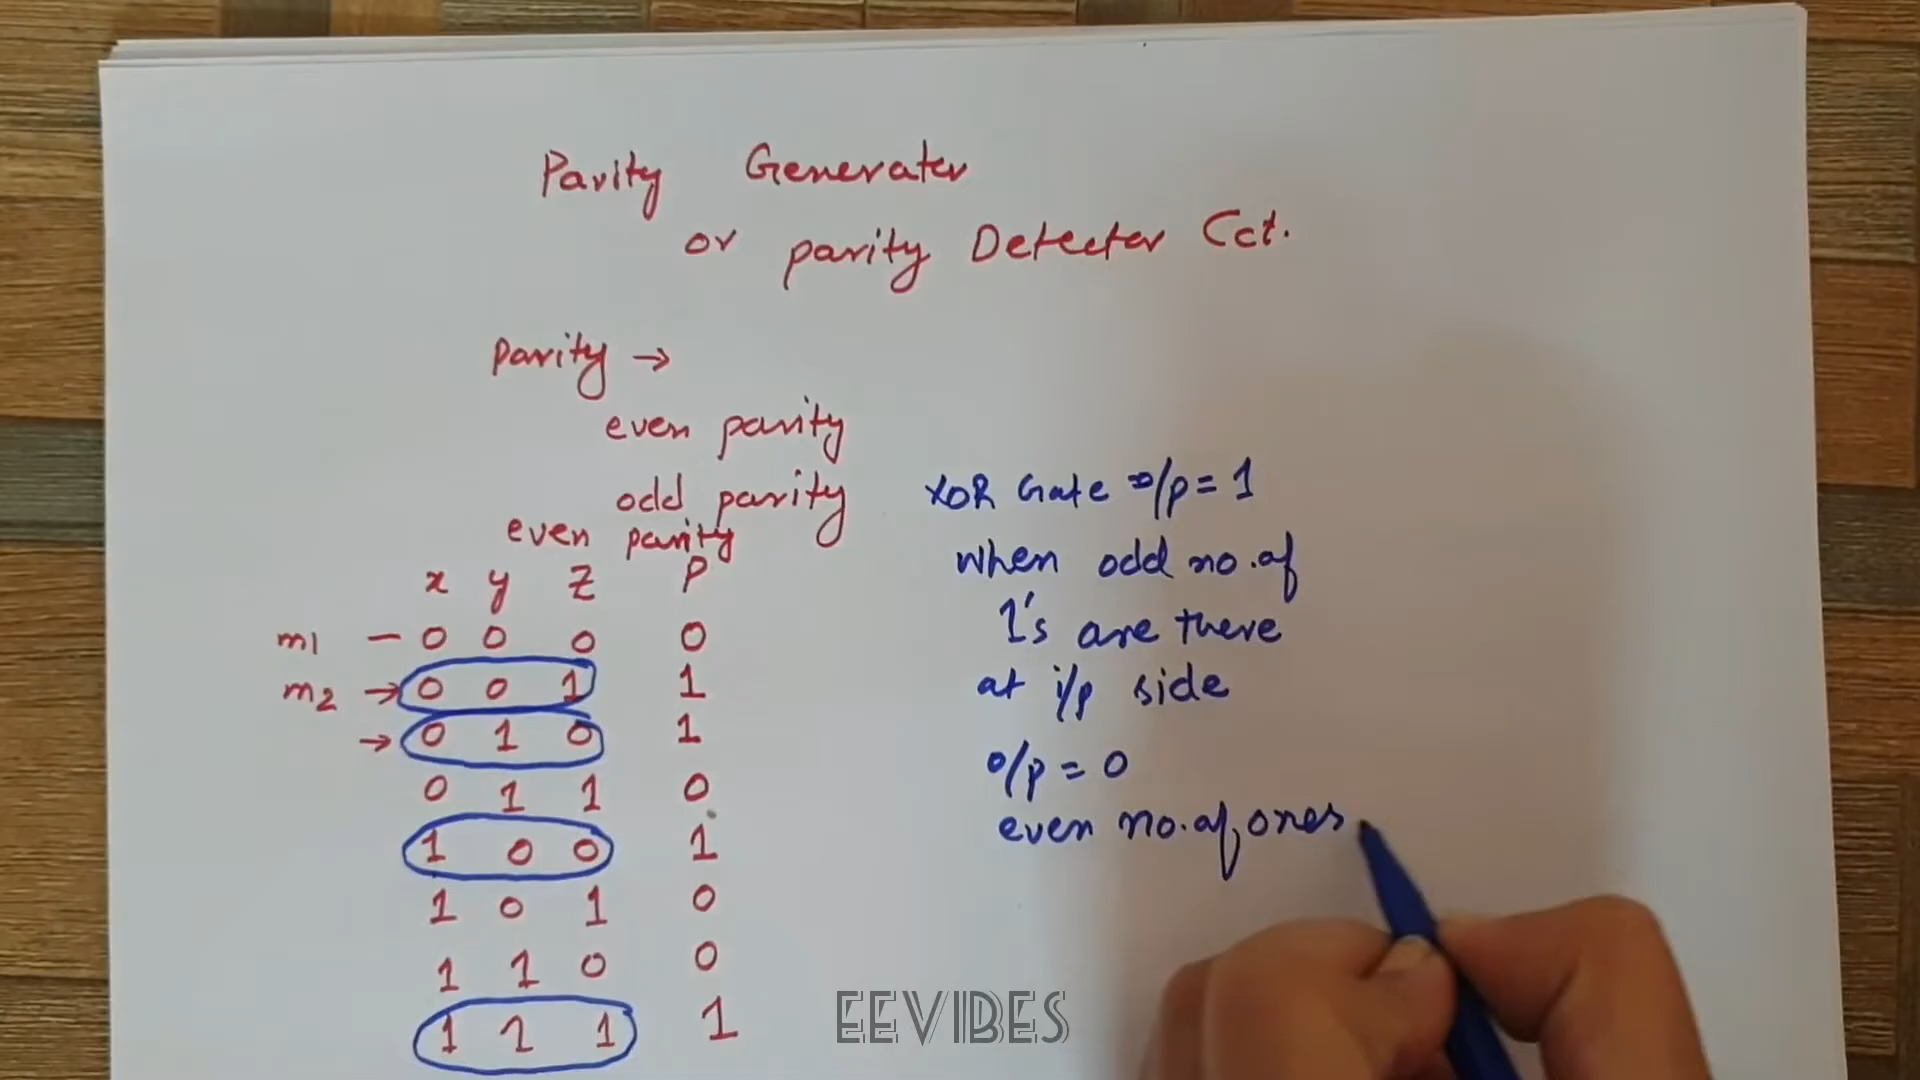 Parity Generater
or parity Detector Cct.
parity →
even parity
odd parity
even parity
x y z P
m1 — 0 0 0 0
m2 → 0 0 1 1
→ 0 1 0 1
0 1 1 0
1 0 0 1
1 0 1 0
1 1 0 0
1 1 1 1
XOR Gate o/p = 1
when odd no. of
1's are there
at i/p side
o/p = 0
even no. of ones
EEVIBES